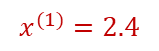 x⁽¹⁾ = 2.4